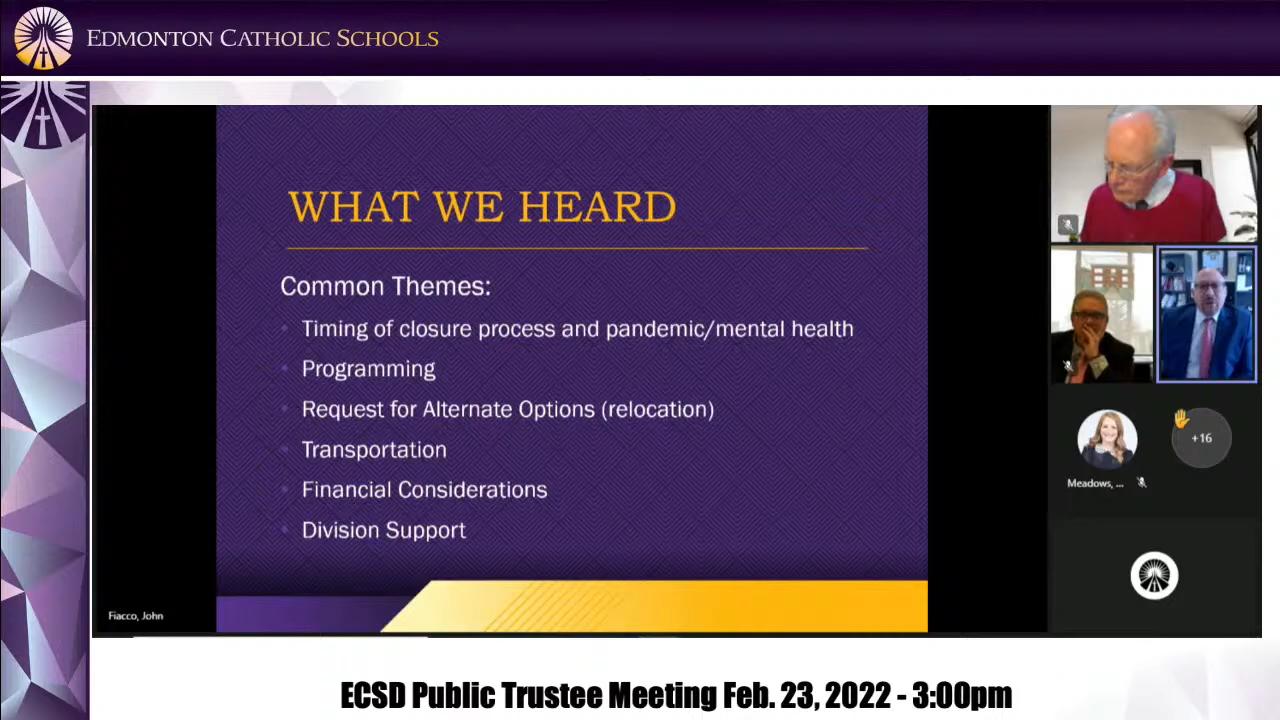 EDMONTON CATHOLIC SCHOOLS
WHAT WE HEARD
Common Themes:
• Timing of closure process and pandemic/mental health
• Programming
• Request for Alternate Options (relocation)
• Transportation
• Financial Considerations
• Division Support
Fiacco, John
+16
Meadows, ...
ECSD Public Trustee Meeting Feb. 23, 2022 - 3:00pm